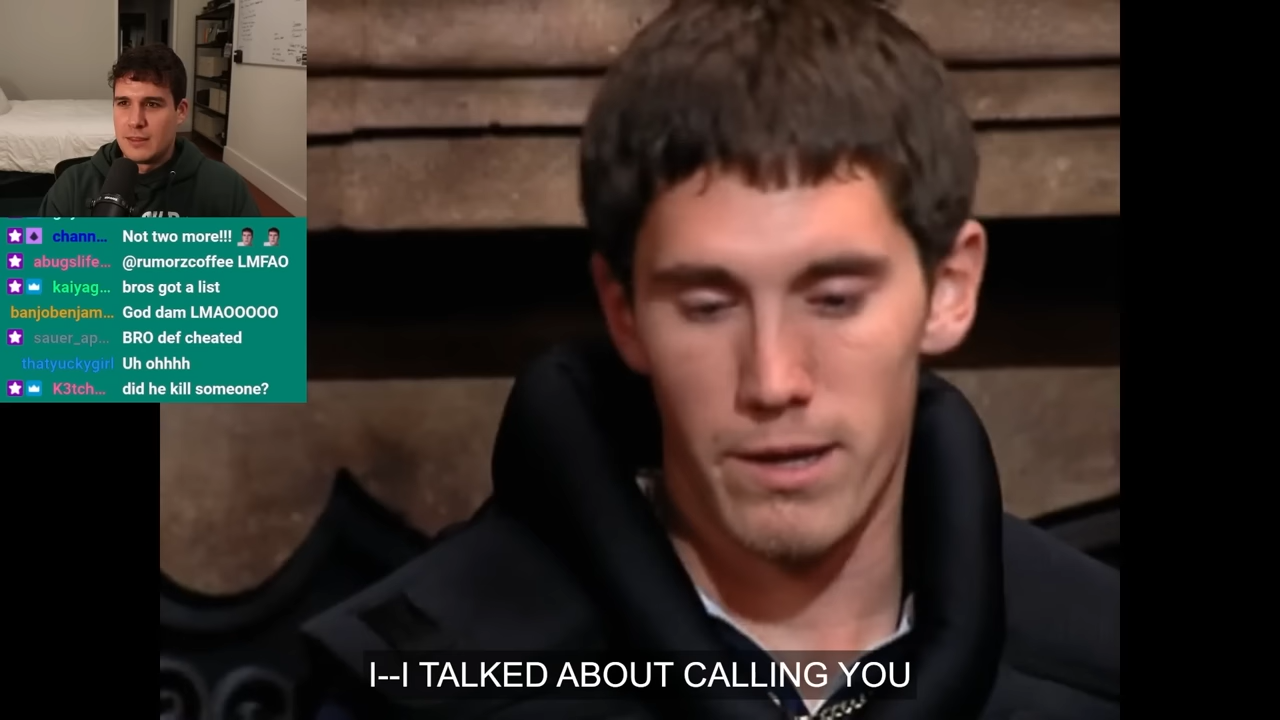 chann... Not two more!!!
abugslife... @rumorzcoffee LMFAO
kaiyag... bros got a list
banjobenjam... God dam LMAOOOOO
sauer_ap... BRO def cheated
thatyuckygirl Uh ohhhh
K3tch... did he kill someone?
I--I TALKED ABOUT CALLING YOU